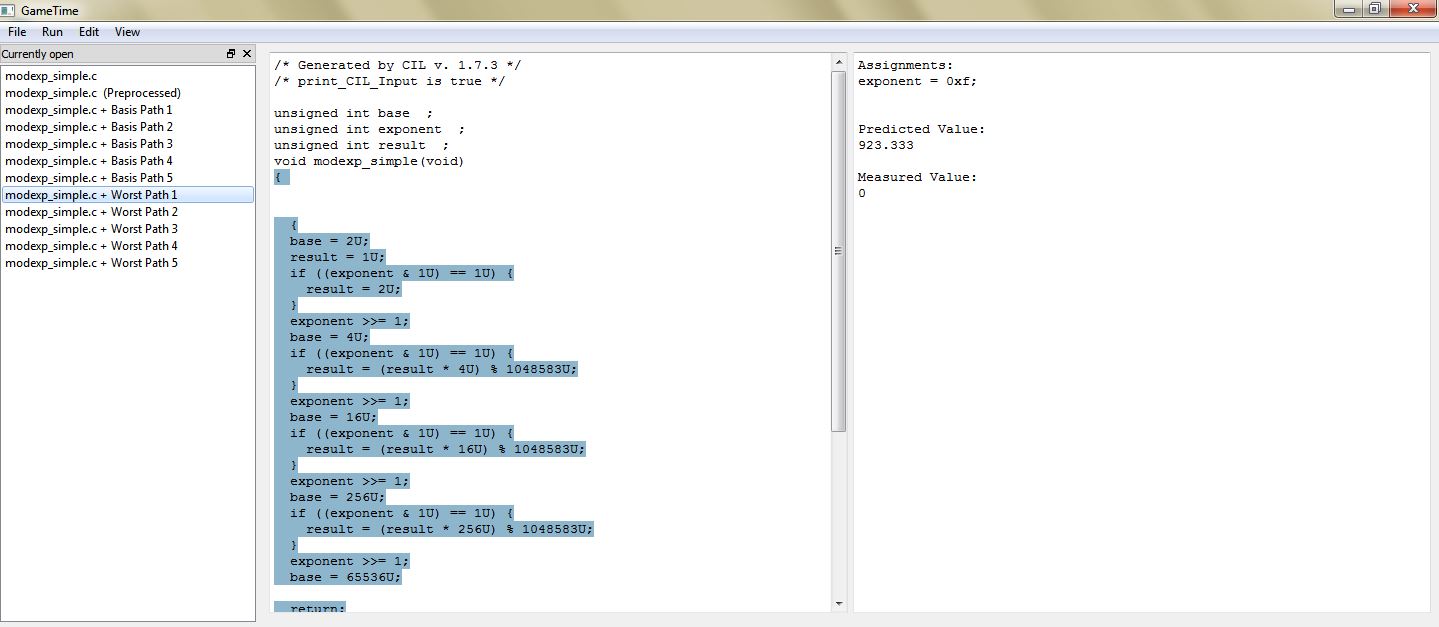 GameTime
File Run Edit View
Currently open
modexp_simple.c
modexp_simple.c (Preprocessed)
modexp_simple.c + Basis Path 1
modexp_simple.c + Basis Path 2
modexp_simple.c + Basis Path 3
modexp_simple.c + Basis Path 4
modexp_simple.c + Basis Path 5
modexp_simple.c + Worst Path 1
modexp_simple.c + Worst Path 2
modexp_simple.c + Worst Path 3
modexp_simple.c + Worst Path 4
modexp_simple.c + Worst Path 5
/* Generated by CIL v. 1.7.3 */
/* print_CIL_Input is true */
unsigned int base  ;
unsigned int exponent  ;
unsigned int result  ;
void modexp_simple(void)
{
  {
  base = 2U;
  result = 1U;
  if ((exponent & 1U) == 1U) {
    result = 2U;
  }
  exponent >>= 1;
  base = 4U;
  if ((exponent & 1U) == 1U) {
    result = (result * 4U) % 1048583U;
  }
  exponent >>= 1;
  base = 16U;
  if ((exponent & 1U) == 1U) {
    result = (result * 16U) % 1048583U;
  }
  exponent >>= 1;
  base = 256U;
  if ((exponent & 1U) == 1U) {
    result = (result * 256U) % 1048583U;
  }
  exponent >>= 1;
  base = 65536U;
  return;
Assignments:
exponent = 0xf;
Predicted Value:
923.333
Measured Value:
0